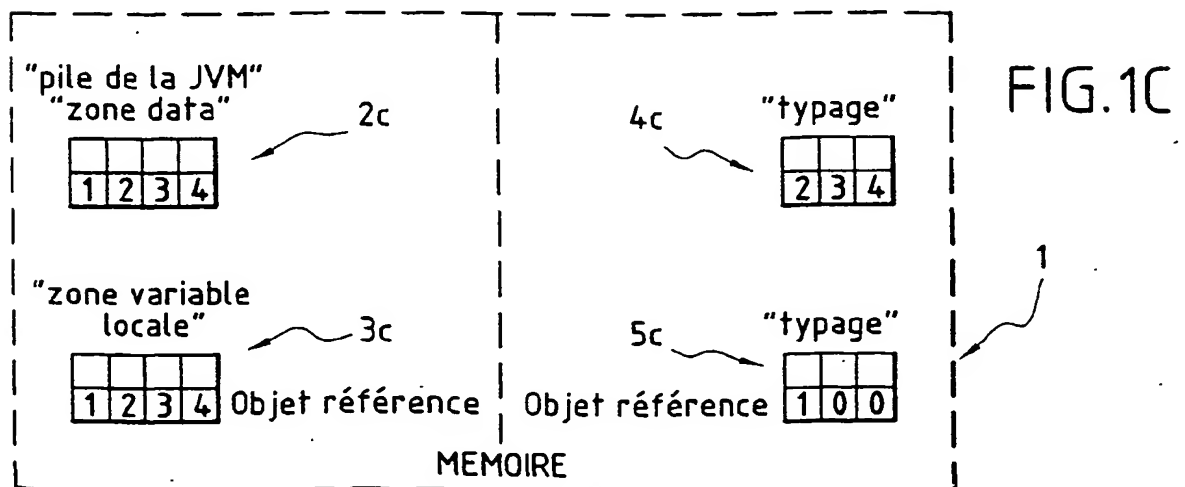 FIG.1C
"pile de la JVM"
"zone data"
2c
1 2 3 4
4c
"typage"
2 3 4
1
"zone variable
locale"
3c
1 2 3 4 Objet référence
5c
"typage"
Objet référence 1 0 0
MEMOIRE